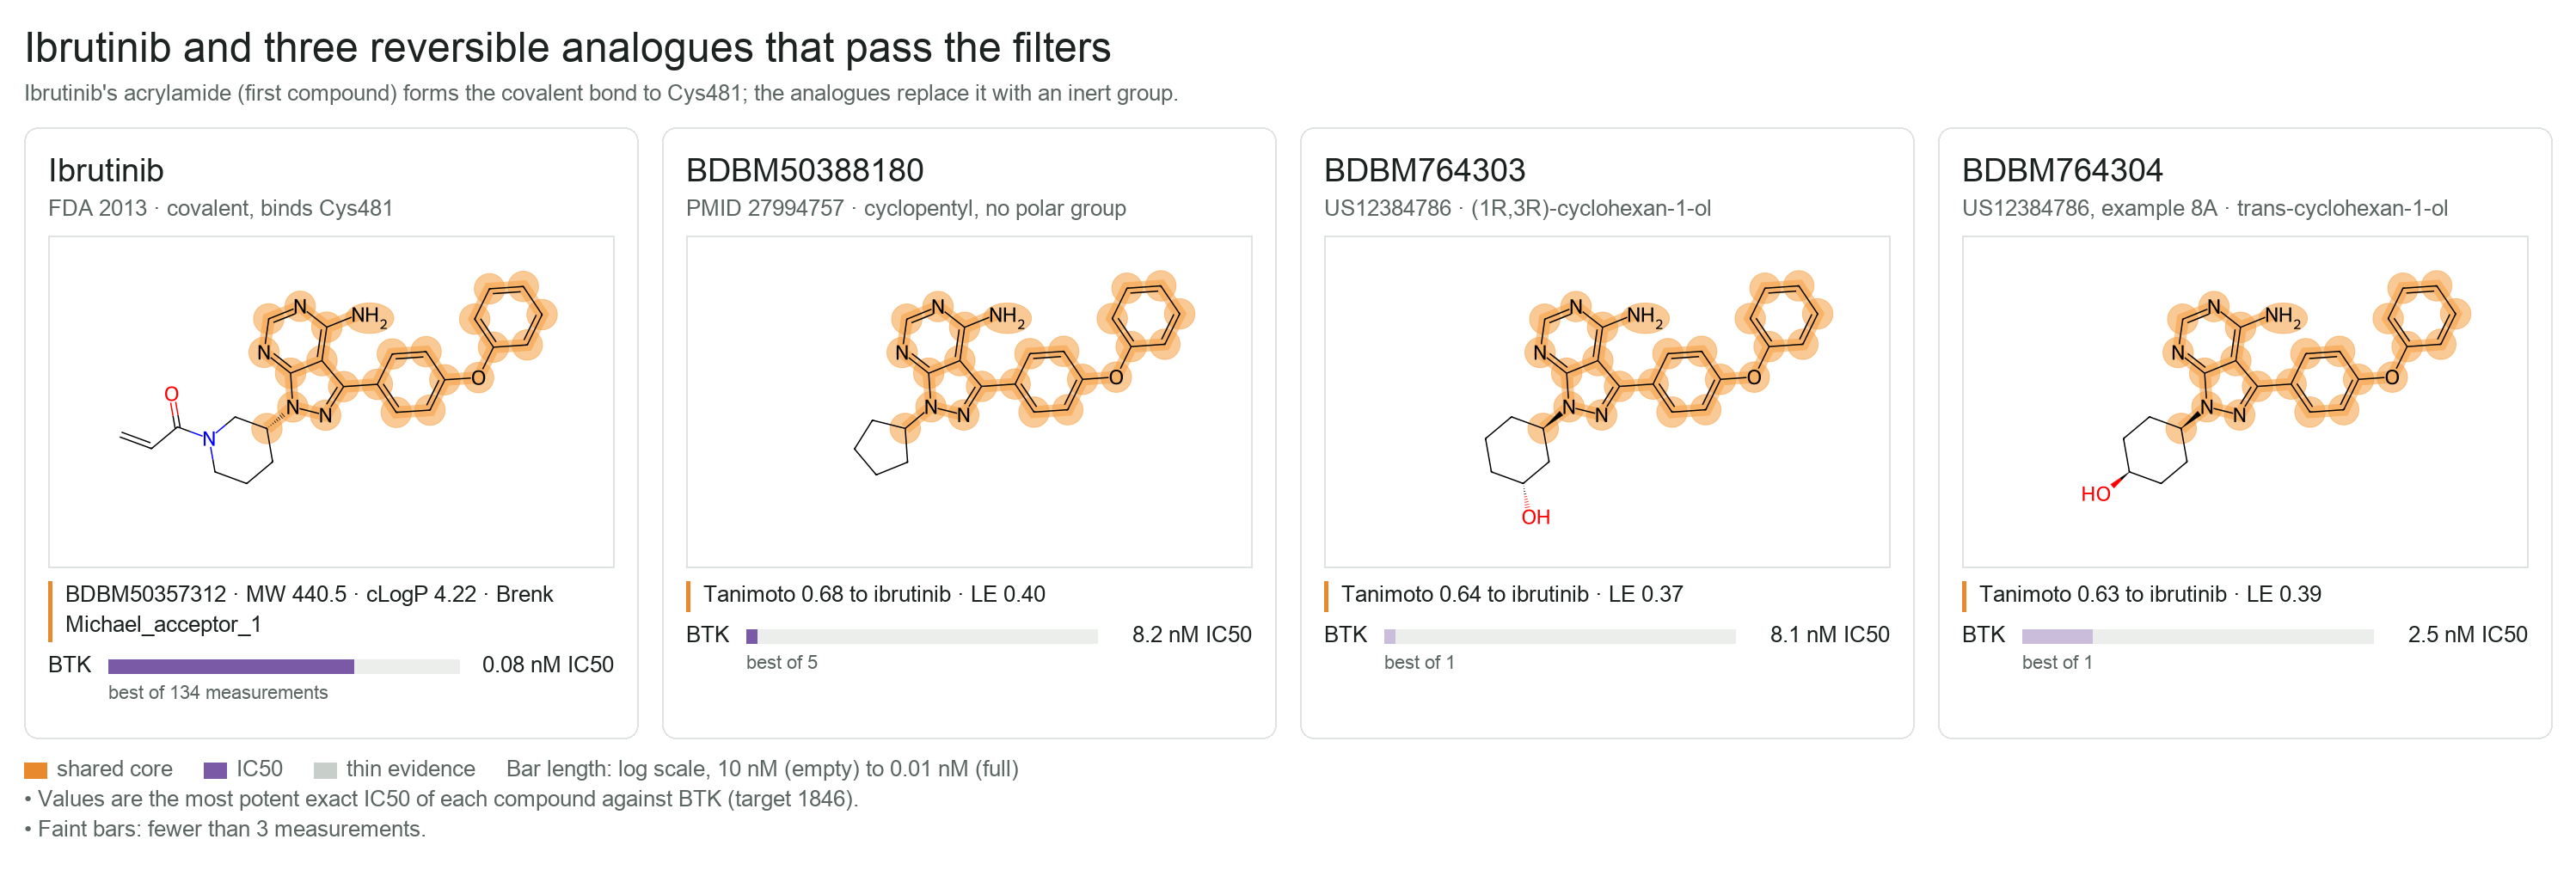 Ibrutinib and three reversible analogues that pass the filters
Ibrutinib's acrylamide (first compound) forms the covalent bond to Cys481; the analogues replace it with an inert group.
Ibrutinib
FDA 2013 · covalent, binds Cys481
N
NH2
N
O
N
N
O
N
BDBM50357312 · MW 440.5 · cLogP 4.22 · Brenk
Michael_acceptor_1
BTK
0.08 nM IC50
best of 134 measurements
BDBM50388180
PMID 27994757 · cyclopentyl, no polar group
N
NH2
N
O
N
N
Tanimoto 0.68 to ibrutinib · LE 0.40
BTK
8.2 nM IC50
best of 5
BDBM764303
US12384786 · (1R,3R)-cyclohexan-1-ol
N
NH2
N
O
N
N
OH
Tanimoto 0.64 to ibrutinib · LE 0.37
BTK
8.1 nM IC50
best of 1
BDBM764304
US12384786, example 8A · trans-cyclohexan-1-ol
N
NH2
N
O
N
N
HO
Tanimoto 0.63 to ibrutinib · LE 0.39
BTK
2.5 nM IC50
best of 1
shared core
IC50
thin evidence
Bar length: log scale, 10 nM (empty) to 0.01 nM (full)
• Values are the most potent exact IC50 of each compound against BTK (target 1846).
• Faint bars: fewer than 3 measurements.